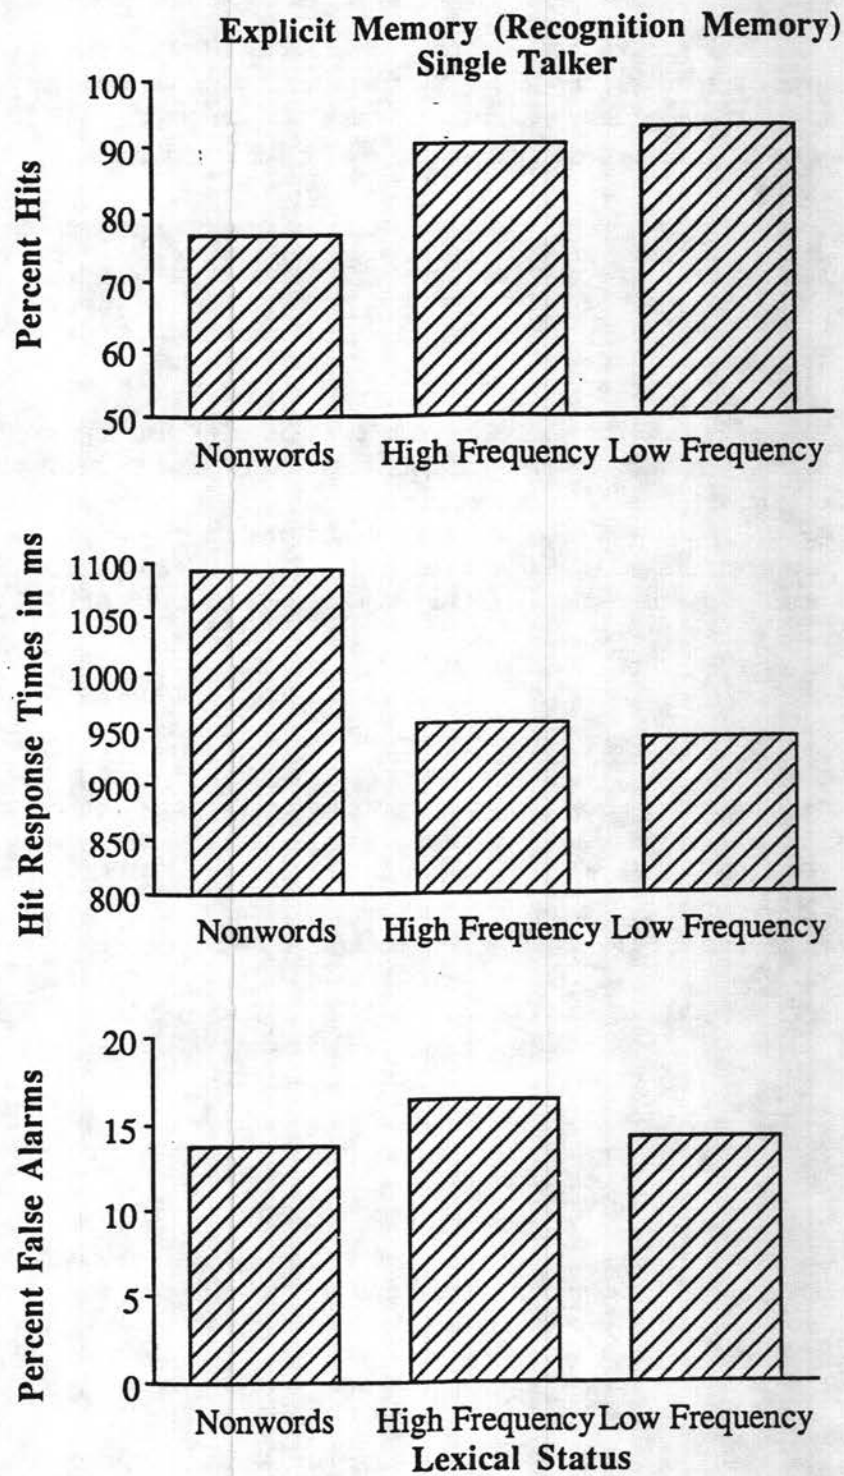 Explicit Memory (Recognition Memory)
Single Talker
Percent Hits
100
90
80
70
60
50
Nonwords High Frequency Low Frequency
Hit Response Times in ms
1100
1050
1000
950
900
850
800
Nonwords High Frequency Low Frequency
Percent False Alarms
20
15
10
5
0
Nonwords High Frequency Low Frequency
Lexical Status